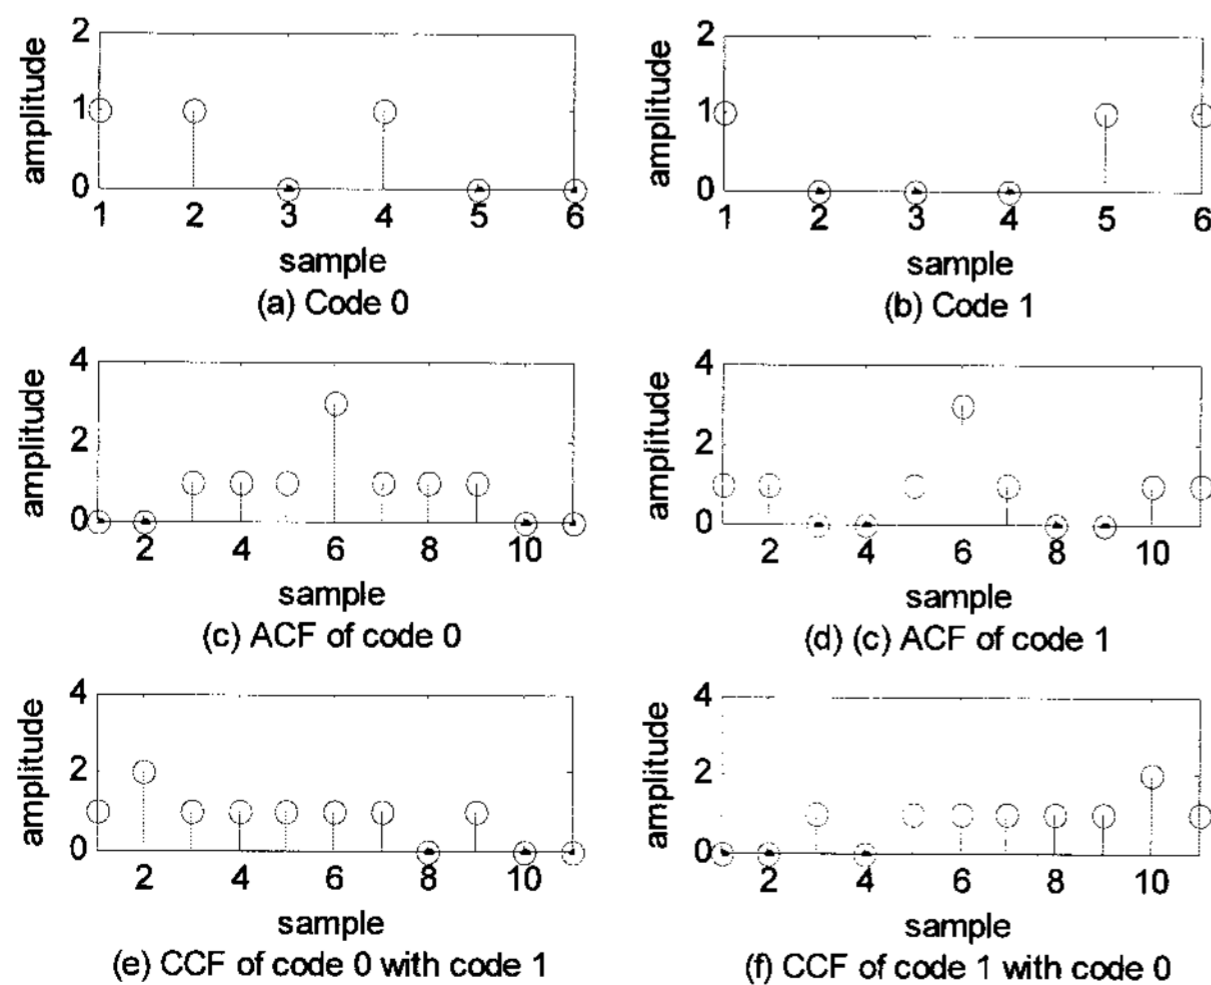 2
1
0
amplitude
1 2 3 4 5 6
sample
(a) Code 0
2
1
0
amplitude
1 2 3 4 5 6
sample
(b) Code 1
4
2
0
amplitude
2 4 6 8 10
sample
(c) ACF of code 0
4
2
0
amplitude
2 4 6 8 10
sample
(d) (c) ACF of code 1
4
2
0
amplitude
2 4 6 8 10
sample
(e) CCF of code 0 with code 1
4
2
0
amplitude
2 4 6 8 10
sample
(f) CCF of code 1 with code 0